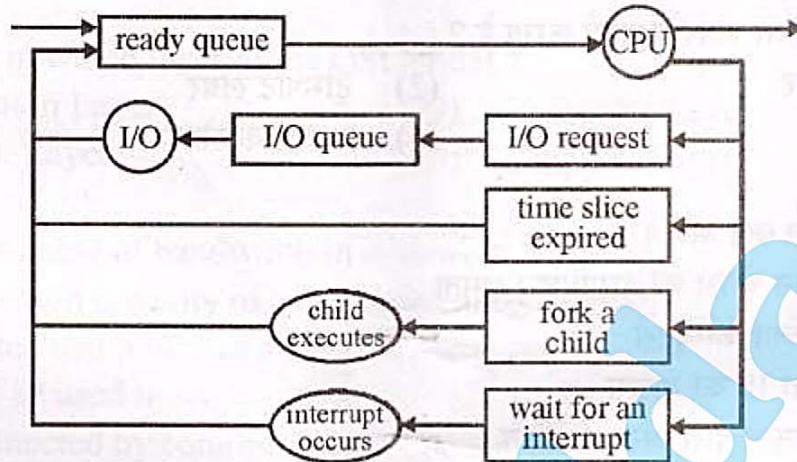 ready queue
CPU
I/O
I/O queue
I/O request
time slice
expired
child
executes
fork a
child
interrupt
occurs
wait for an
interrupt